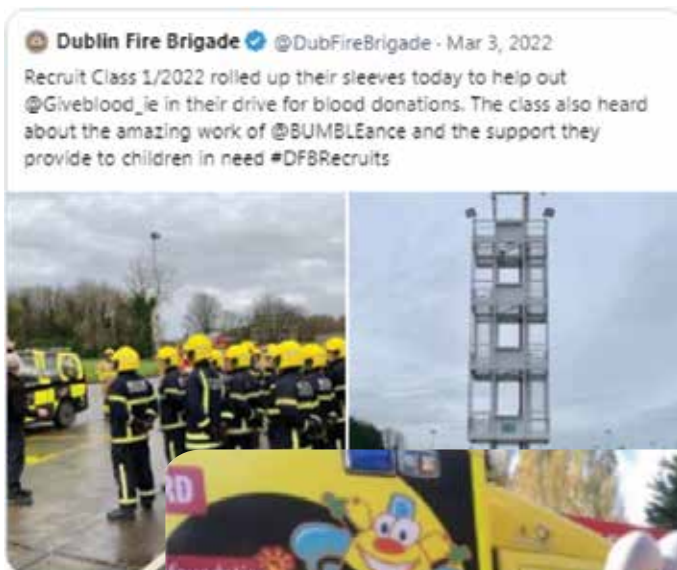 Dublin Fire Brigade @DubFireBrigade · Mar 3, 2022
Recruit Class 1/2022 rolled up their sleeves today to help out
@Giveblood_ie in their drive for blood donations. The class also heard
about the amazing work of @BUMBLEance and the support they
provide to children in need #DFBRecruits
RD